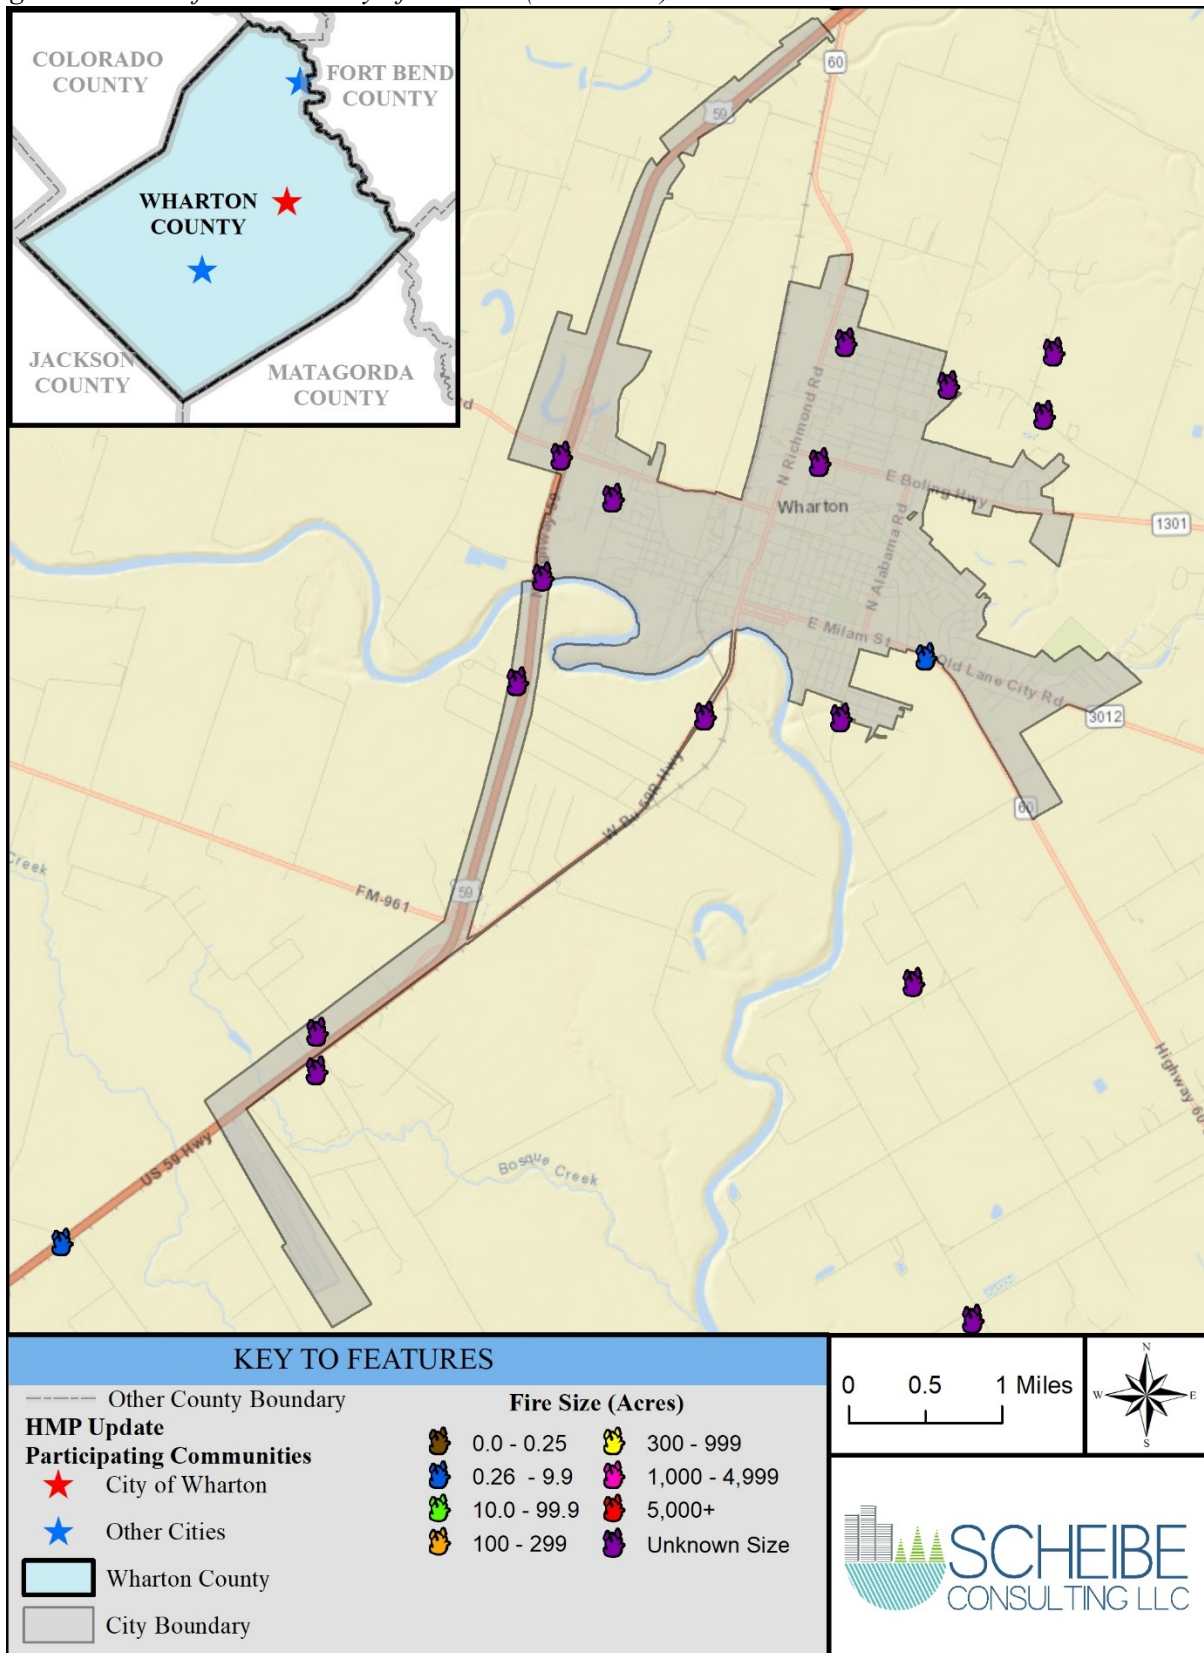 COLORADO
COUNTY
FORT BEND
COUNTY
WHARTON
COUNTY
JACKSON
COUNTY
MATAGORDA
COUNTY
60
59
N Richmond Rd
E Boling Hwy
Wharton
1301
N Alabama Rd
E Milam St
Old Lane City Rd
3012
60
W Bu 59R Hwy
59
FM-961
Creek
Highway 60
US 59 Hwy
Bosque Creek
KEY TO FEATURES
Other County Boundary
HMP Update
Participating Communities
City of Wharton
Other Cities
Wharton County
City Boundary
Fire Size (Acres)
0.0 - 0.25
0.26 - 9.9
10.0 - 99.9
100 - 299
300 - 999
1,000 - 4,999
5,000+
Unknown Size
0 0.5 1 Miles
N
W E
S
SCHEIBE
CONSULTING LLC